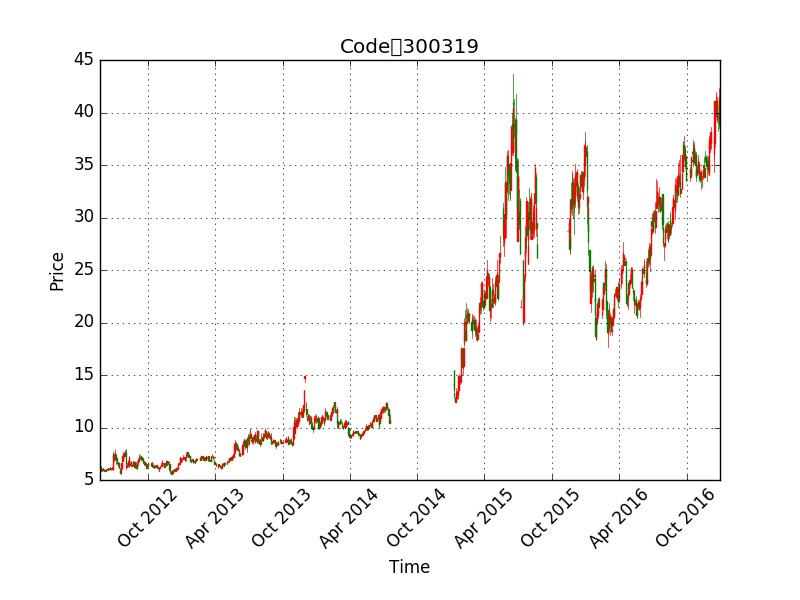 Code▯300319
45
40
35
30
25
20
15
10
5
Price
Oct 2012
Apr 2013
Oct 2013
Apr 2014
Oct 2014
Apr 2015
Oct 2015
Apr 2016
Oct 2016
Time